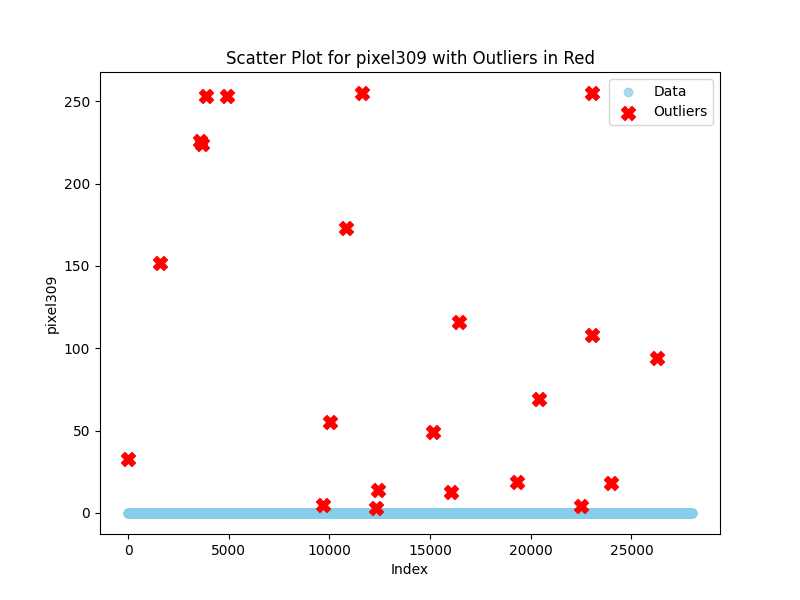 Scatter Plot for pixel309 with Outliers in Red
Data
Outliers
250
200
150
100
50
0
pixel309
0 5000 10000 15000 20000 25000
Index